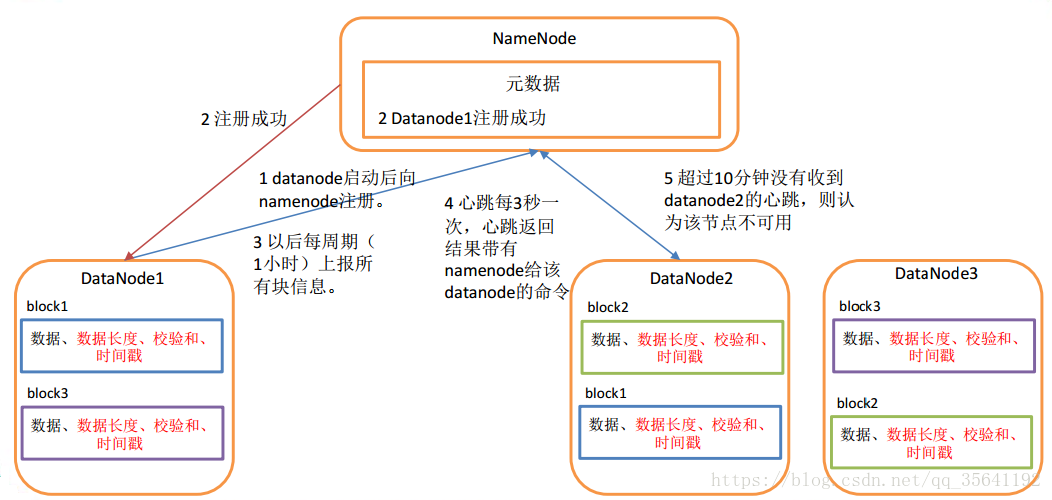 NameNode
元数据
2 Datanode1注册成功
2 注册成功
1 datanode启动后向
namenode注册。
3 以后每周期（
1小时）上报所
有块信息。
4 心跳每3秒一
次，心跳返回
结果带有
namenode给该
datanode的命令
5 超过10分钟没有收到
datanode2的心跳，则认
为该节点不可用
DataNode1
block1
数据、数据长度、校验和、
时间戳
block3
数据、数据长度、校验和、
时间戳
DataNode2
block2
数据、数据长度、校验和、
时间戳
block1
数据、数据长度、校验和、
时间戳
DataNode3
block3
数据、数据长度、校验和、
时间戳
block2
数据、数据长度、校验和、
时间戳
https://blog.csdn.net/qq_35641192